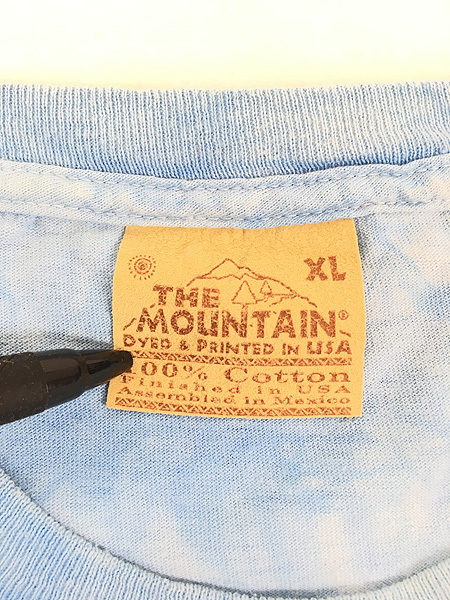 XL
THE
MOUNTAIN®
DYED & PRINTED IN USA
100% Cotton
Finished in USA
Assembled in Mexico